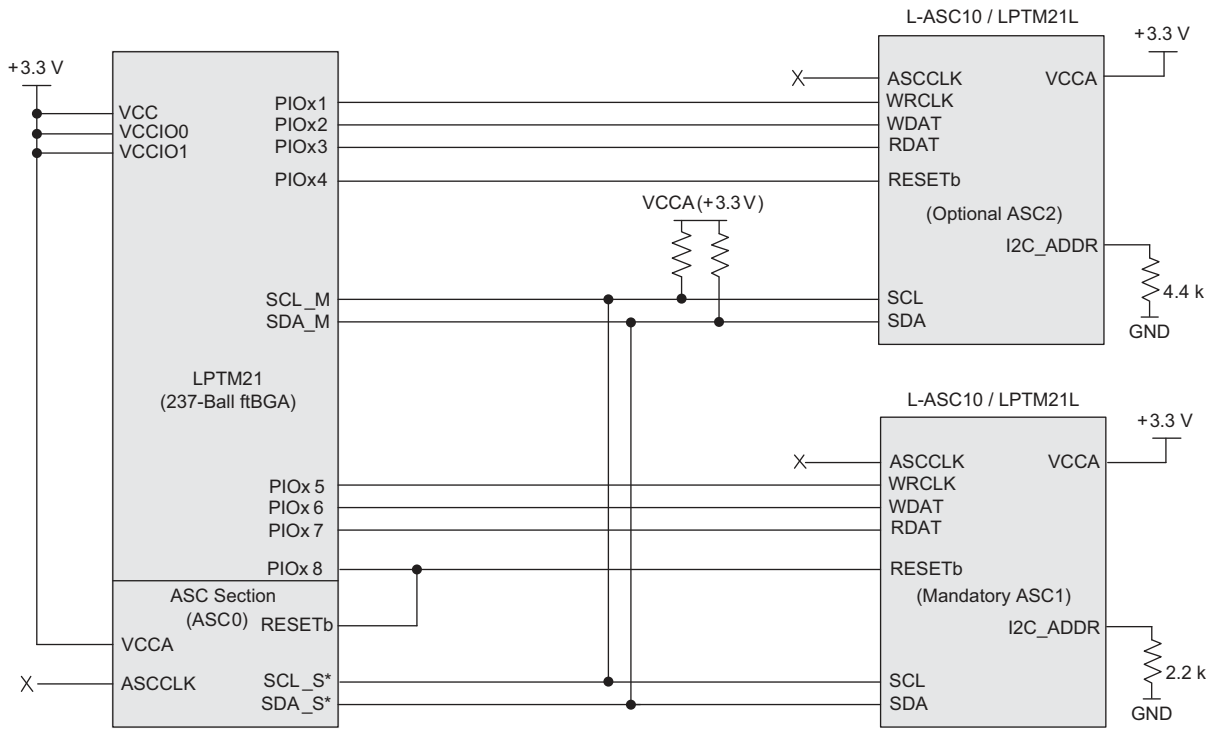 L-ASC10 / LPTM21L
+3.3 V
+3.3 V
VCC
VCCIO0
VCCIO1
PIOx1
PIOx2
PIOx3
PIOx4
X
ASCCLK
WRCLK
WDAT
RDAT
RESETb
VCCA
(Optional ASC2)
I2C_ADDR
4.4 k
GND
SCL
SDA
VCCA (+3.3 V)
SCL_M
SDA_M
LPTM21
(237-Ball ftBGA)
L-ASC10 / LPTM21L
+3.3 V
X
ASCCLK
WRCLK
WDAT
RDAT
RESETb
VCCA
(Mandatory ASC1)
I2C_ADDR
2.2 k
GND
SCL
SDA
PIOx 5
PIOx 6
PIOx 7
PIOx 8
ASC Section
(ASC0)
RESETb
VCCA
X
ASCCLK
SCL_S*
SDA_S*